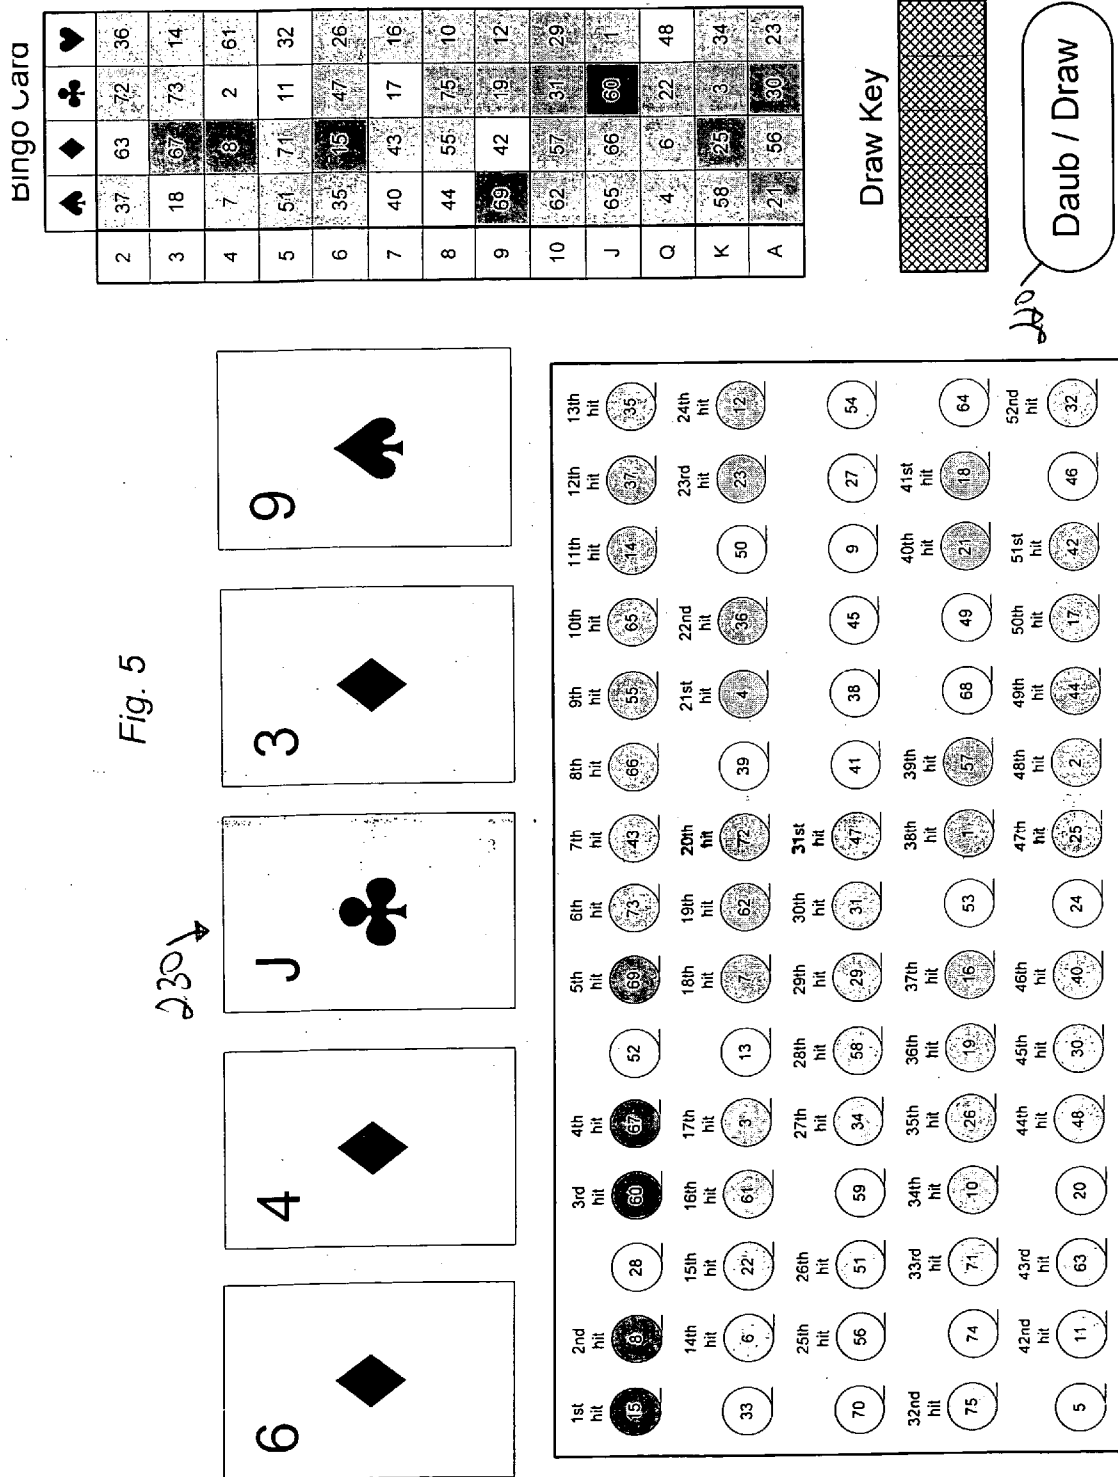 Fig. 5
230
6 4 J 3 9
Bingo Card
♠ ♦ ♣ ♥
2 37 63 72 36
3 18 67 73 14
4 7 8 2 61
5 51 71 11 32
6 35 15 47 26
7 40 43 17 16
8 44 55 75 10
9 69 42 19 12
10 62 57 31 29
J 65 66 60 1
Q 4 6 22 48
K 58 25 3 34
A 21 56 30 23
1st 2nd 3rd 4th 5th 6th 7th 8th 9th 10th 11th 12th 13th
hit hit hit hit hit hit hit hit hit hit hit hit hit
15 8 28 60 67 52 69 73 43 66 55 65 14 37 35
14th 15th 16th 17th 18th 19th 20th 21st 22nd 23rd 24th
hit hit hit hit hit hit hit hit hit hit hit
33 6 22 61 3 13 7 62 72 39 4 36 50 23 12
25th 26th 27th 28th 29th 30th 31st
hit hit hit hit hit hit hit
70 56 51 59 34 58 29 31 47 41 38 45 9 27 54
32nd 33rd 34th 35th 36th 37th 38th 39th 40th 41st
hit hit hit hit hit hit hit hit hit hit
75 74 71 10 26 19 16 53 1 57 68 49 21 18 64
42nd 43rd 44th 45th 46th 47th 48th 49th 50th 51st 52nd
hit hit hit hit hit hit hit hit hit hit hit
5 11 63 20 48 30 40 24 25 2 44 17 42 46 32
Draw Key
240
Daub / Draw